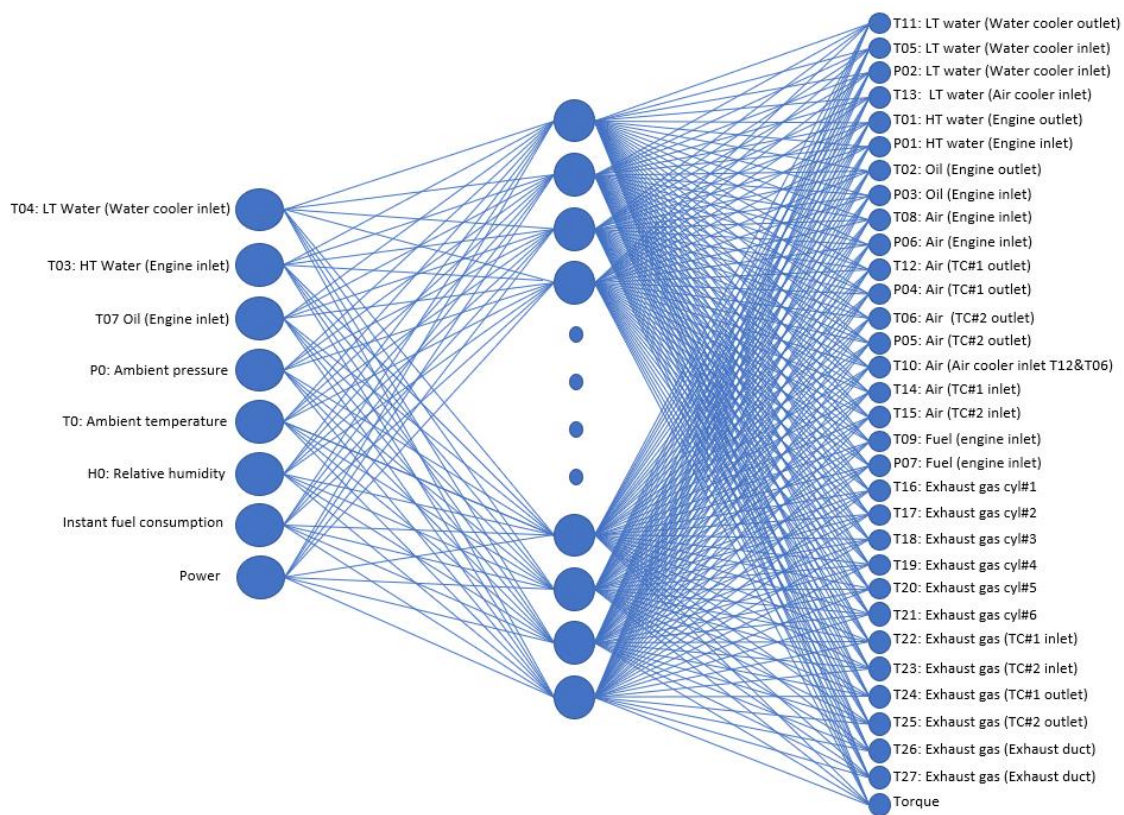 T04: LT Water (Water cooler inlet)
T03: HT Water (Engine inlet)
T07 Oil (Engine inlet)
P0: Ambient pressure
T0: Ambient temperature
H0: Relative humidity
Instant fuel consumption
Power
T11: LT water (Water cooler outlet)
T05: LT water (Water cooler inlet)
P02: LT water (Water cooler inlet)
T13: LT water (Air cooler inlet)
T01: HT water (Engine outlet)
P01: HT water (Engine inlet)
T02: Oil (Engine outlet)
P03: Oil (Engine inlet)
T08: Air (Engine inlet)
P06: Air (Engine inlet)
T12: Air (TC#1 outlet)
P04: Air (TC#1 outlet)
T06: Air (TC#2 outlet)
P05: Air (TC#2 outlet)
T10: Air (Air cooler inlet T12&T06)
T14: Air (TC#1 inlet)
T15: Air (TC#2 inlet)
T09: Fuel (engine inlet)
P07: Fuel (engine inlet)
T16: Exhaust gas cyl#1
T17: Exhaust gas cyl#2
T18: Exhaust gas cyl#3
T19: Exhaust gas cyl#4
T20: Exhaust gas cyl#5
T21: Exhaust gas cyl#6
T22: Exhaust gas (TC#1 inlet)
T23: Exhaust gas (TC#2 inlet)
T24: Exhaust gas (TC#1 outlet)
T25: Exhaust gas (TC#2 outlet)
T26: Exhaust gas (Exhaust duct)
T27: Exhaust gas (Exhaust duct)
Torque